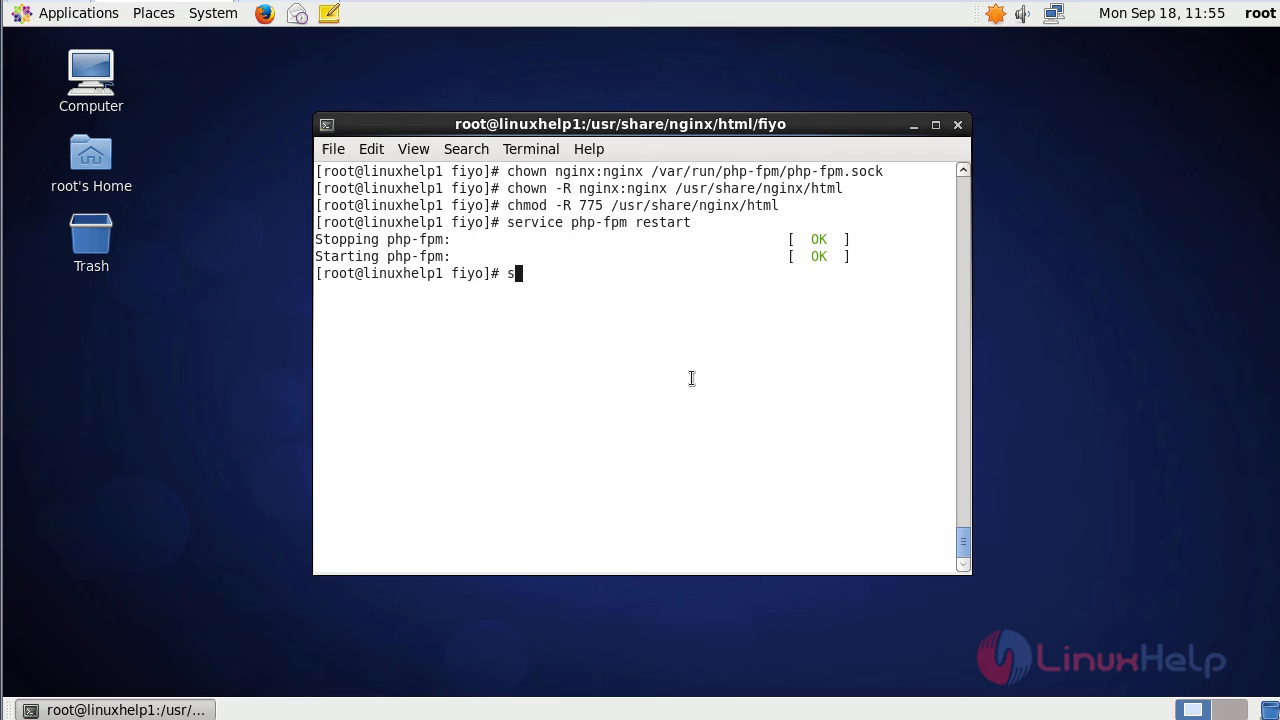 Applications Places System Mon Sep 18, 11:55 root
Computer
root's Home
Trash
root@linuxhelp1:/usr/share/nginx/html/fiyo
File Edit View Search Terminal Help
[root@linuxhelp1 fiyo]# chown nginx:nginx /var/run/php-fpm/php-fpm.sock
[root@linuxhelp1 fiyo]# chown -R nginx:nginx /usr/share/nginx/html
[root@linuxhelp1 fiyo]# chmod -R 775 /usr/share/nginx/html
[root@linuxhelp1 fiyo]# service php-fpm restart
Stopping php-fpm: [ OK ]
Starting php-fpm: [ OK ]
[root@linuxhelp1 fiyo]# s
LinuxHelp
root@linuxhelp1:/usr/...